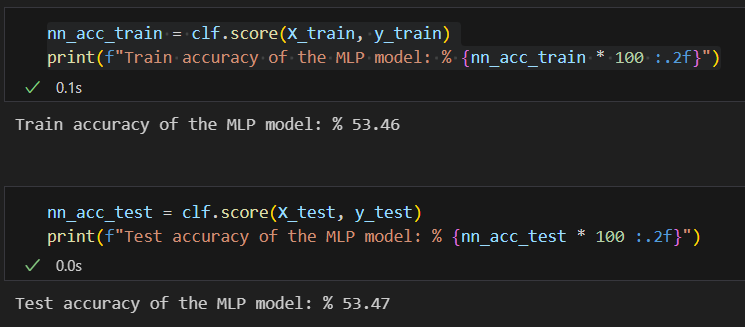 nn_acc_train = clf.score(X_train, y_train)
print(f"Train accuracy of the MLP model: % {nn_acc_train * 100 :.2f}")
0.1s
Train accuracy of the MLP model: % 53.46
nn_acc_test = clf.score(X_test, y_test)
print(f"Test accuracy of the MLP model: % {nn_acc_test * 100 :.2f}")
0.0s
Test accuracy of the MLP model: % 53.47